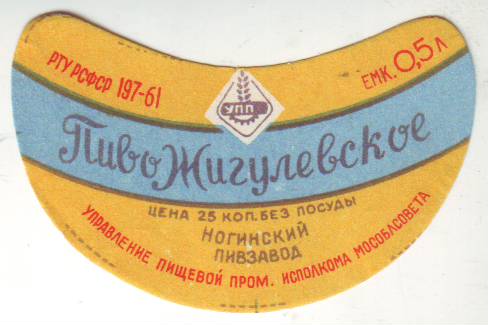 РТУ РСФСР 197-61
ЕМК. 0,5 Л
УПП
Пиво Жигулевское
ЦЕНА 25 КОП. БЕЗ ПОСУДЫ
НОГИНСКИЙ
ПИВЗАВОД
УПРАВЛЕНИЕ ПИЩЕВОЙ ПРОМ. ИСПОЛКОМА МОСОБЛСОВЕТА